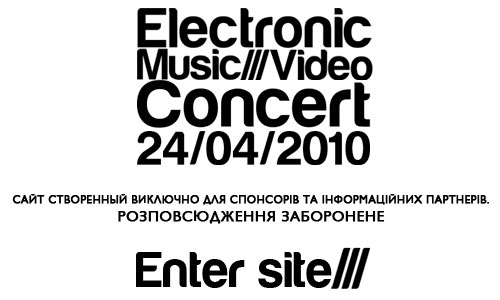 Electronic
Music///Video
Concert
24/04/2010
САЙТ СТВОРЕННЫЙ ВИКЛЮЧНО ДЛЯ СПОНСОРІВ ТА ІНФОРМАЦІЙНИХ ПАРТНЕРІВ.
РОЗПОВСЮДЖЕННЯ ЗАБОРОНЕНЕ
Enter site///